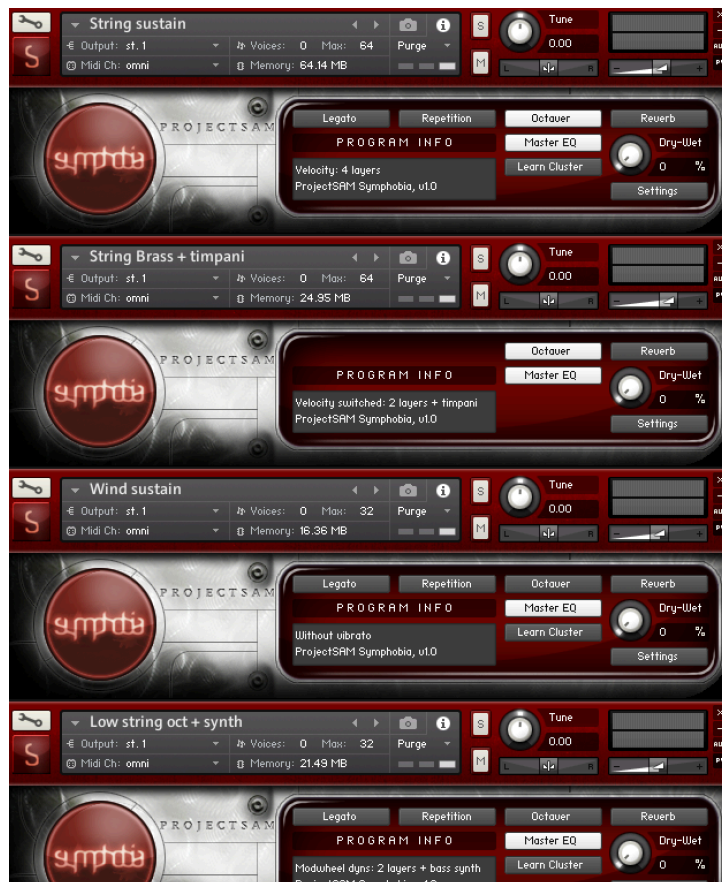 String sustain
S
Tune
Output: st. 1
Voices: 0 Max: 64
Purge
0.00
Midi Ch: omni
Memory: 64.14 MB
M
L R
- +
S
PROJECTSAM
symphobia
Legato Repetition Octaver Reverb
PROGRAM INFO Master EQ Dry-Wet
Velocity: 4 layers
Learn Cluster
0 %
ProjectSAM Symphobia, v1.0
Settings
String Brass + timpani
S
Tune
Output: st. 1
Voices: 0 Max: 64
Purge
0.00
Midi Ch: omni
Memory: 24.95 MB
M
L R
- +
S
PROJECTSAM
symphobia
Octaver Reverb
PROGRAM INFO Master EQ Dry-Wet
Velocity switched: 2 layers + timpani
0 %
ProjectSAM Symphobia, v1.0
Settings
Wind sustain
S
Tune
Output: st. 1
Voices: 0 Max: 32
Purge
0.00
Midi Ch: omni
Memory: 16.36 MB
M
L R
- +
S
PROJECTSAM
symphobia
Legato Repetition Octaver Reverb
PROGRAM INFO Master EQ Dry-Wet
Without vibrato
Learn Cluster
0 %
ProjectSAM Symphobia, v1.0
Settings
Low string oct + synth
S
Tune
Output: st. 1
Voices: 0 Max: 32
Purge
0.00
Midi Ch: omni
Memory: 21.49 MB
M
L R
- +
S
PROJECTSAM
symphobia
Legato Repetition Octaver Reverb
PROGRAM INFO Master EQ Dry-Wet
Modwheel dyns: 2 layers + bass synth
Learn Cluster
0 %